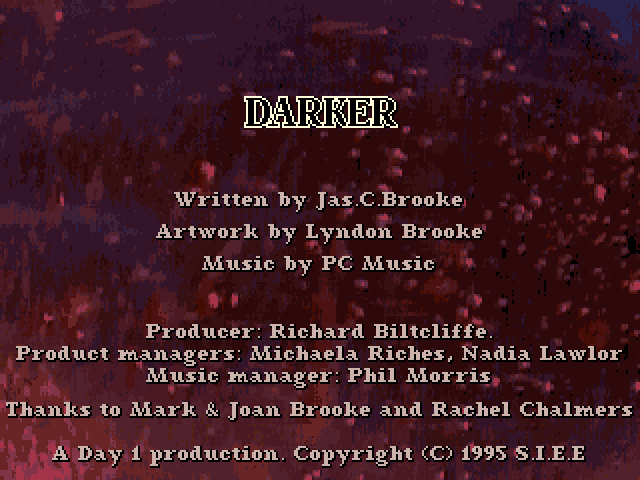 DARKER
Written by Jas.C.Brooke
Artwork by Lyndon Brooke
Music by PC Music
Producer: Richard Biltcliffe.
Product managers: Michaela Riches, Nadia Lawlor
Music manager: Phil Morris
Thanks to Mark & Joan Brooke and Rachel Chalmers
A Day 1 production. Copyright (C) 1995 S.I.E.E